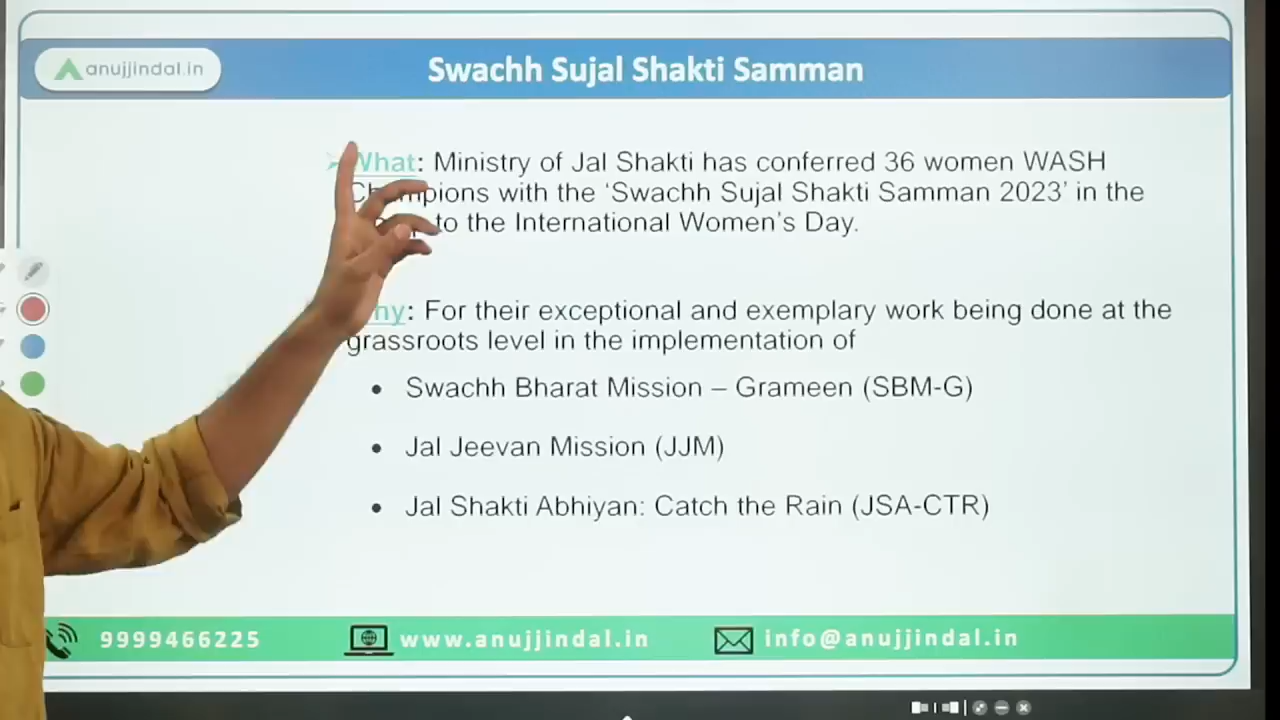 anujjindal.in
Swachh Sujal Shakti Samman
What: Ministry of Jal Shakti has conferred 36 women WASH
Champions with the ‘Swachh Sujal Shakti Samman 2023’ in the
to the International Women’s Day.
For their exceptional and exemplary work being done at the
grassroots level in the implementation of
• Swachh Bharat Mission – Grameen (SBM-G)
• Jal Jeevan Mission (JJM)
• Jal Shakti Abhiyan: Catch the Rain (JSA-CTR)
9999466225 www.anujjindal.in info@anujjindal.in